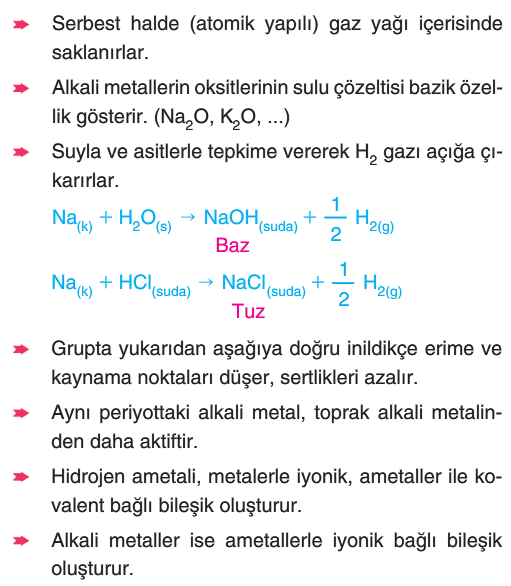 ➨ Serbest halde (atomik yapılı) gaz yağı içerisinde
saklanırlar.
➨ Alkali metallerin oksitlerinin sulu çözeltisi bazik özel-
lik gösterir. (Na₂O, K₂O, ...)
➨ Suyla ve asitlerle tepkime vererek H₂ gazı açığa çı-
karırlar.
Na(k) + H₂O(s) → NaOH(suda) + 1/2 H₂(g)
Baz
Na(k) + HCl(suda) → NaCl(suda) + 1/2 H₂(g)
Tuz
➨ Grupta yukarıdan aşağıya doğru inildikçe erime ve
kaynama noktaları düşer, sertlikleri azalır.
➨ Aynı periyottaki alkali metal, toprak alkali metalin-
den daha aktiftir.
➨ Hidrojen ametali, metalerle iyonik, ametaller ile ko-
valent bağlı bileşik oluşturur.
➨ Alkali metaller ise ametallerle iyonik bağlı bileşik
oluşturur.